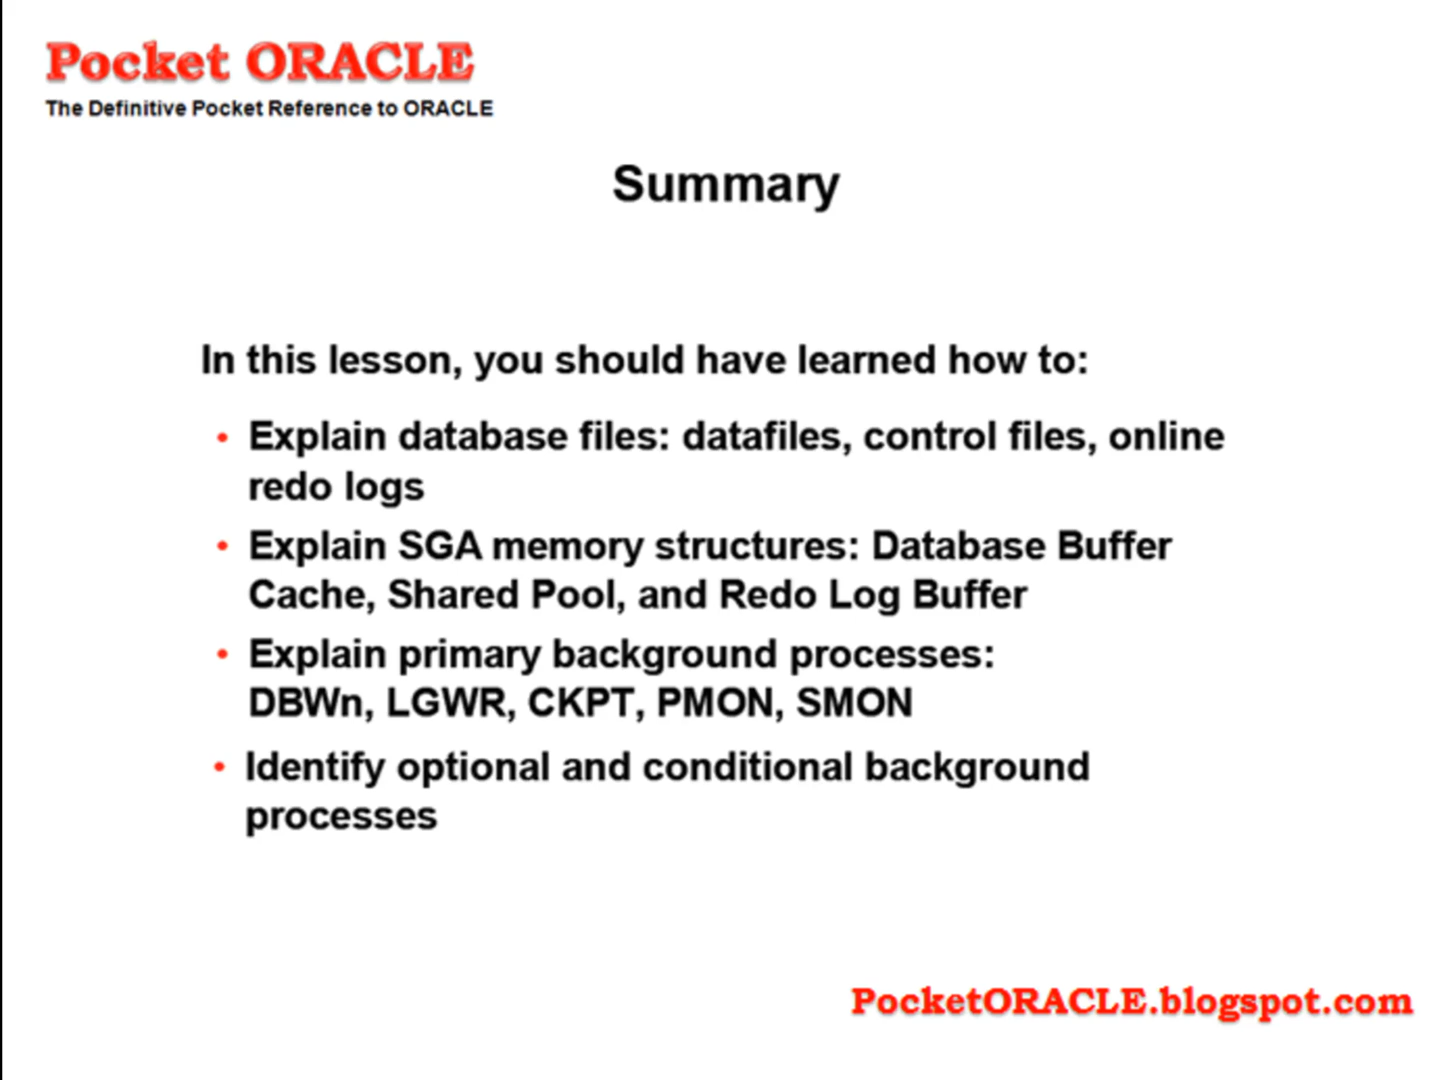 Pocket ORACLE
The Definitive Pocket Reference to ORACLE
Summary
In this lesson, you should have learned how to:
• Explain database files: datafiles, control files, online
redo logs
• Explain SGA memory structures: Database Buffer
Cache, Shared Pool, and Redo Log Buffer
• Explain primary background processes:
DBWn, LGWR, CKPT, PMON, SMON
• Identify optional and conditional background
processes
PocketORACLE.blogspot.com